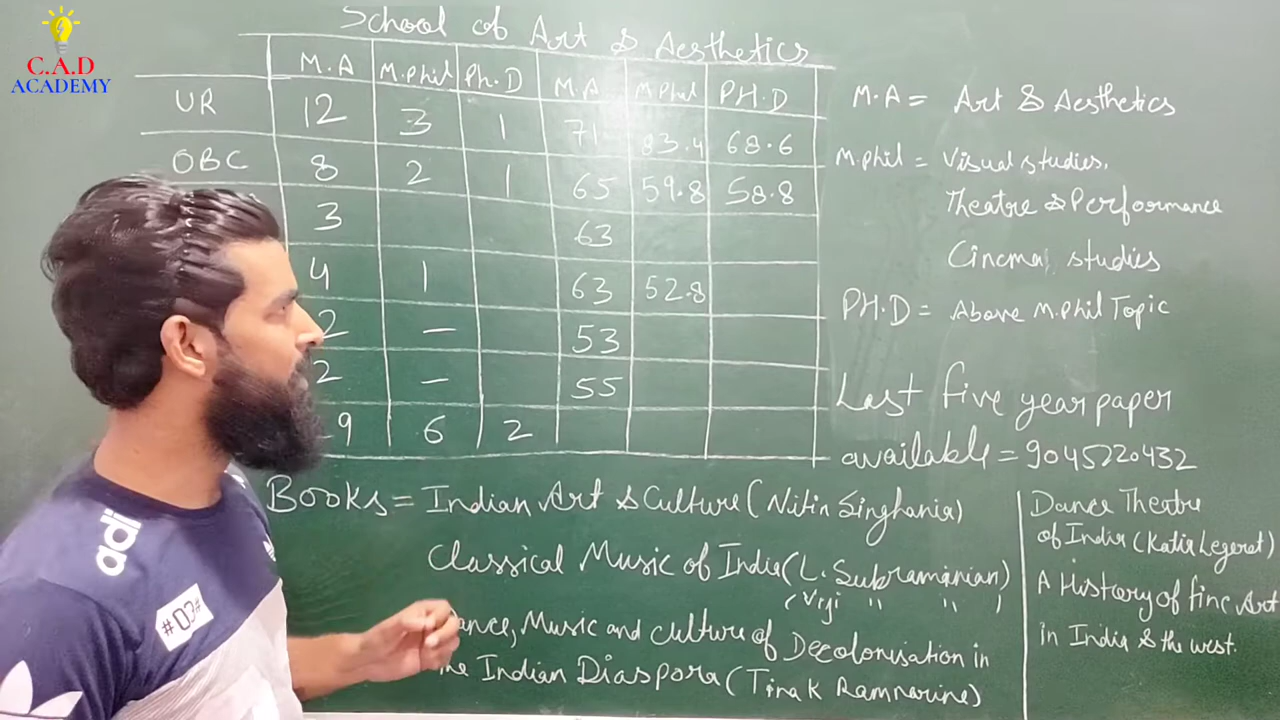 C.A.D
ACADEMY
School of Art & Aesthetics
M.A M.Phil Ph.D M.A M.Phil PH.D
UR 12 3 1 71 83.4 68.6
OBC 8 2 1 65 59.8 58.8
3 63
4 1 63 52.8
2 — 53
2 — 55
9 6 2
M.A = Art & Aesthetics
M.Phil = Visual studies.
Theatre & Performance
Cinema studies
PH.D = Above M.Phil Topic
Last five year paper
available = 9045220432
Books = Indian Art & Culture (Nitin Singhania)
Classical Music of India (L. Subramanian)
(Viji " " )
ance, Music and culture of Decolonisation in
he Indian Diaspora (Tina K Ramnarine)
Dance Theatre
of India (Katia Legeret)
A History of fine Art
in India & the west.
adi
#03#